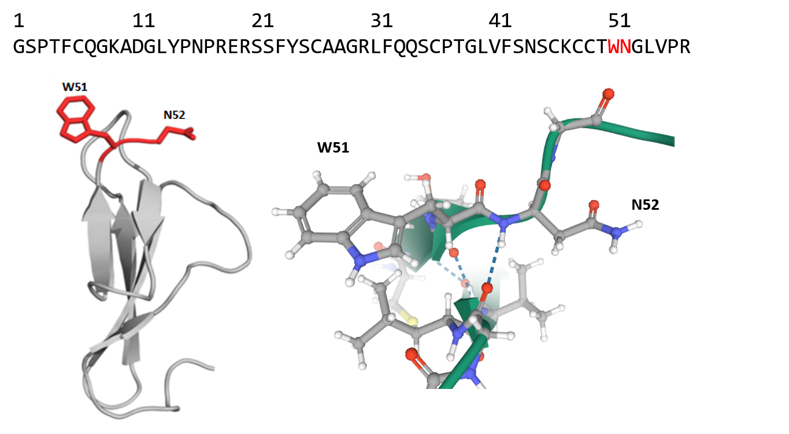 1 11 21 31 41 51
GSPTFCQGKADGLYPNPRERSSFYSCAAGRLFQQSCPTGLVFSNSCKCCTWNGLVPR
W51
N52
W51
N52